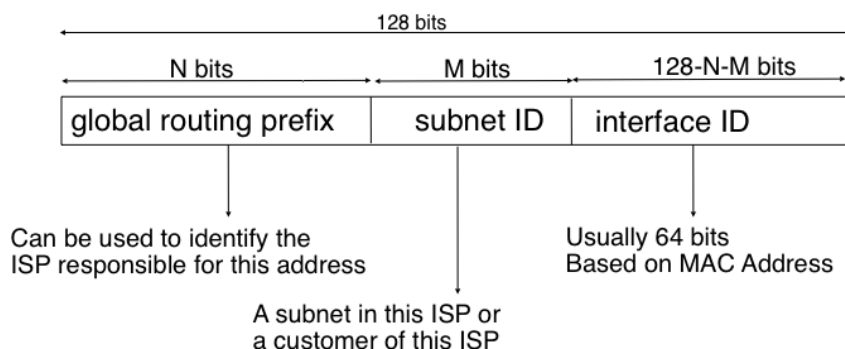 128 bits
N bits
M bits
128-N-M bits
global routing prefix
subnet ID
interface ID
Can be used to identify the
ISP responsible for this address
Usually 64 bits
Based on MAC Address
A subnet in this ISP or
a customer of this ISP